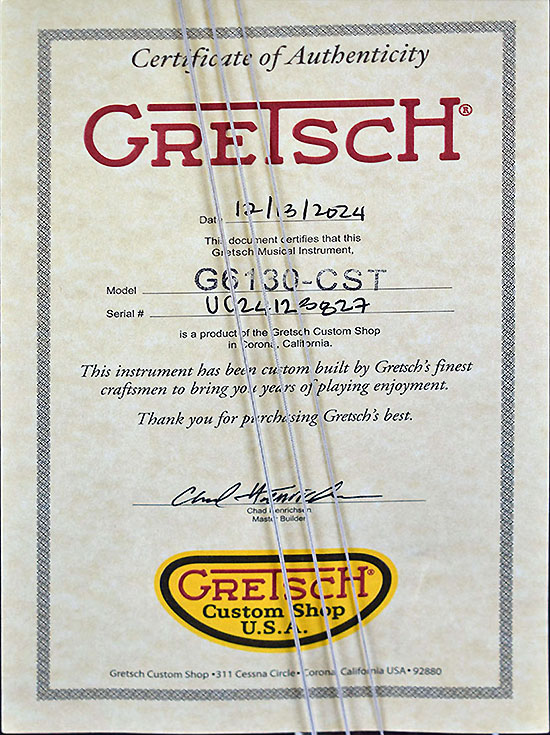 Certificate of Authenticity
GRETSCH®
Date 12/13/2024
This document certifies that this
Gretsch Musical Instrument,
Model G6130-CST
Serial # UC24123827
is a product of the Gretsch Custom Shop
in Corona, California.
This instrument has been custom built by Gretsch's finest
craftsmen to bring you years of playing enjoyment.
Thank you for purchasing Gretsch's best.
Chad Henrichsen
Chad Henrichsen
Master Builder
GRETSCH®
Custom Shop
U.S.A.
Gretsch Custom Shop • 311 Cessna Circle • Corona, California USA • 92880